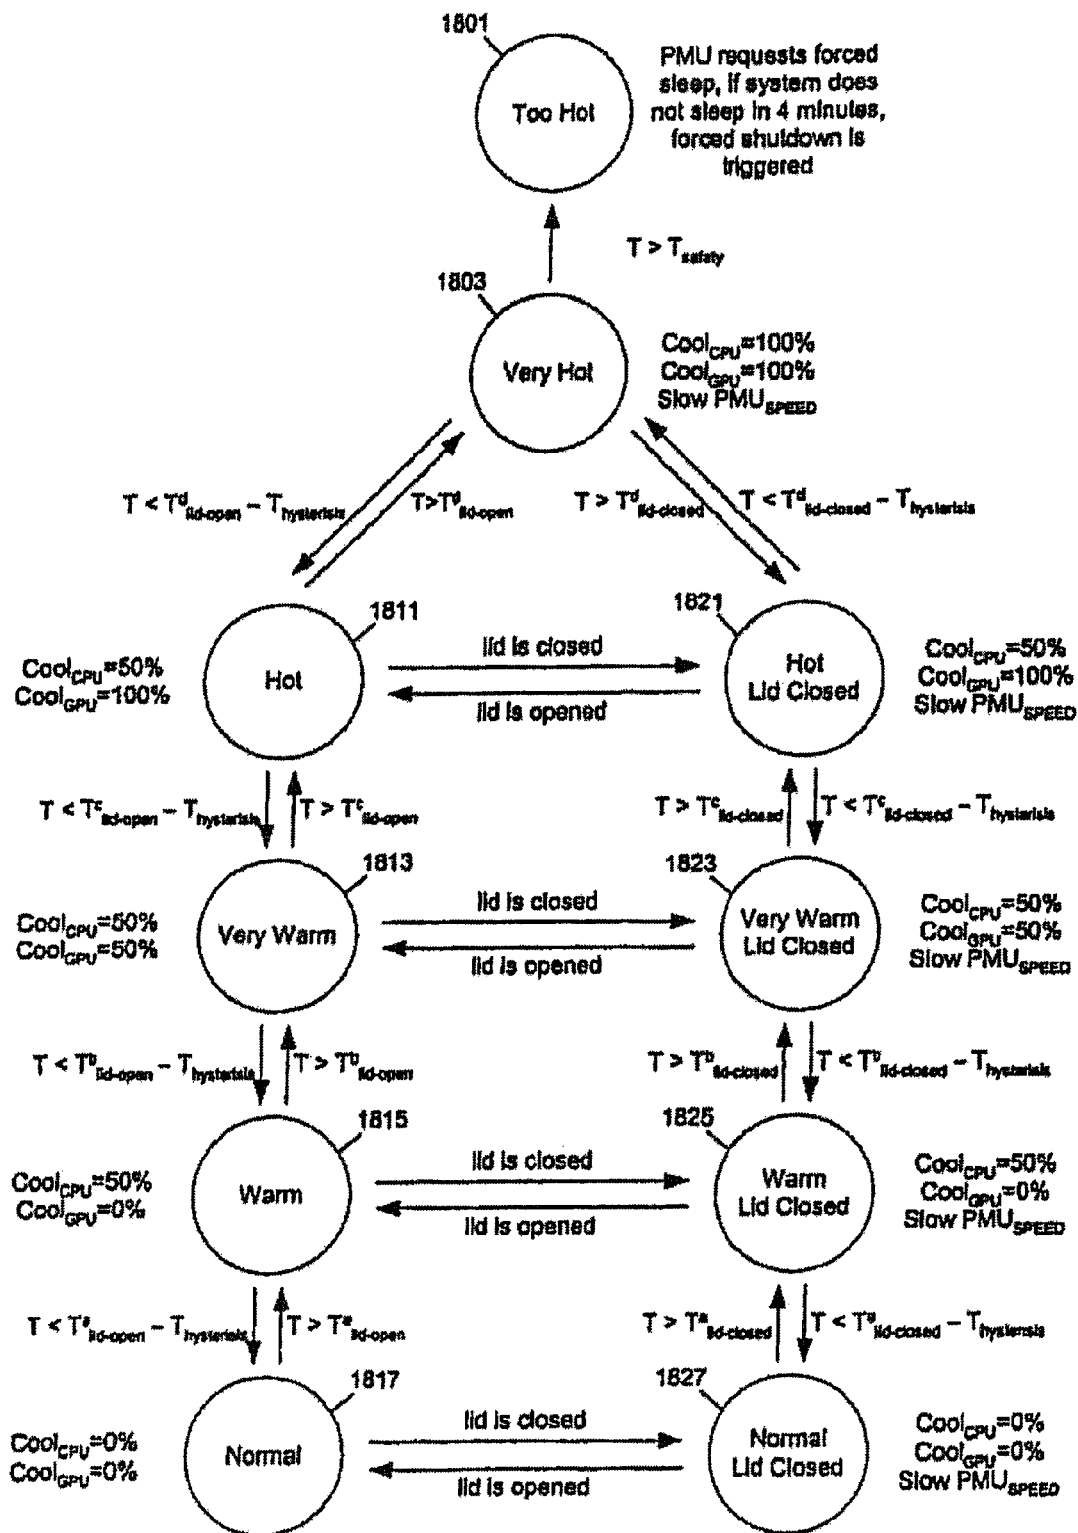 1801
Too Hot
PMU requests forced
sleep, if system does
not sleep in 4 minutes,
forced shutdown is
triggered
T > Tsafety
1803
Very Hot
CoolCPU=100%
CoolGPU=100%
Slow PMUSPEED
T < Tdlid-open – Thysterisis
T>Tdlid-open
T > Tdlid-closed
T < Tdlid-closed – Thysterisis
1811
Hot
CoolCPU=50%
CoolGPU=100%
lid is closed
lid is opened
1821
Hot
Lid Closed
CoolCPU=50%
CoolGPU=100%
Slow PMUSPEED
T < Tclid-open – Thysterisis
T > Tclid-open
T > Tclid-closed
T < Tclid-closed – Thysterisis
1813
Very Warm
CoolCPU=50%
CoolGPU=50%
lid is closed
lid is opened
1823
Very Warm
Lid Closed
CoolCPU=50%
CoolGPU=50%
Slow PMUSPEED
T < Tblid-open – Thysterisis
T > Tblid-open
T > Tblid-closed
T < Tblid-closed – Thysterisis
1815
Warm
CoolCPU=50%
CoolGPU=0%
lid is closed
lid is opened
1825
Warm
Lid Closed
CoolCPU=50%
CoolGPU=0%
Slow PMUSPEED
T < Talid-open – Thysterisis
T > Talid-open
T > Talid-closed
T < Talid-closed – Thysterisis
1817
Normal
CoolCPU=0%
CoolGPU=0%
lid is closed
lid is opened
1827
Normal
Lid Closed
CoolCPU=0%
CoolGPU=0%
Slow PMUSPEED